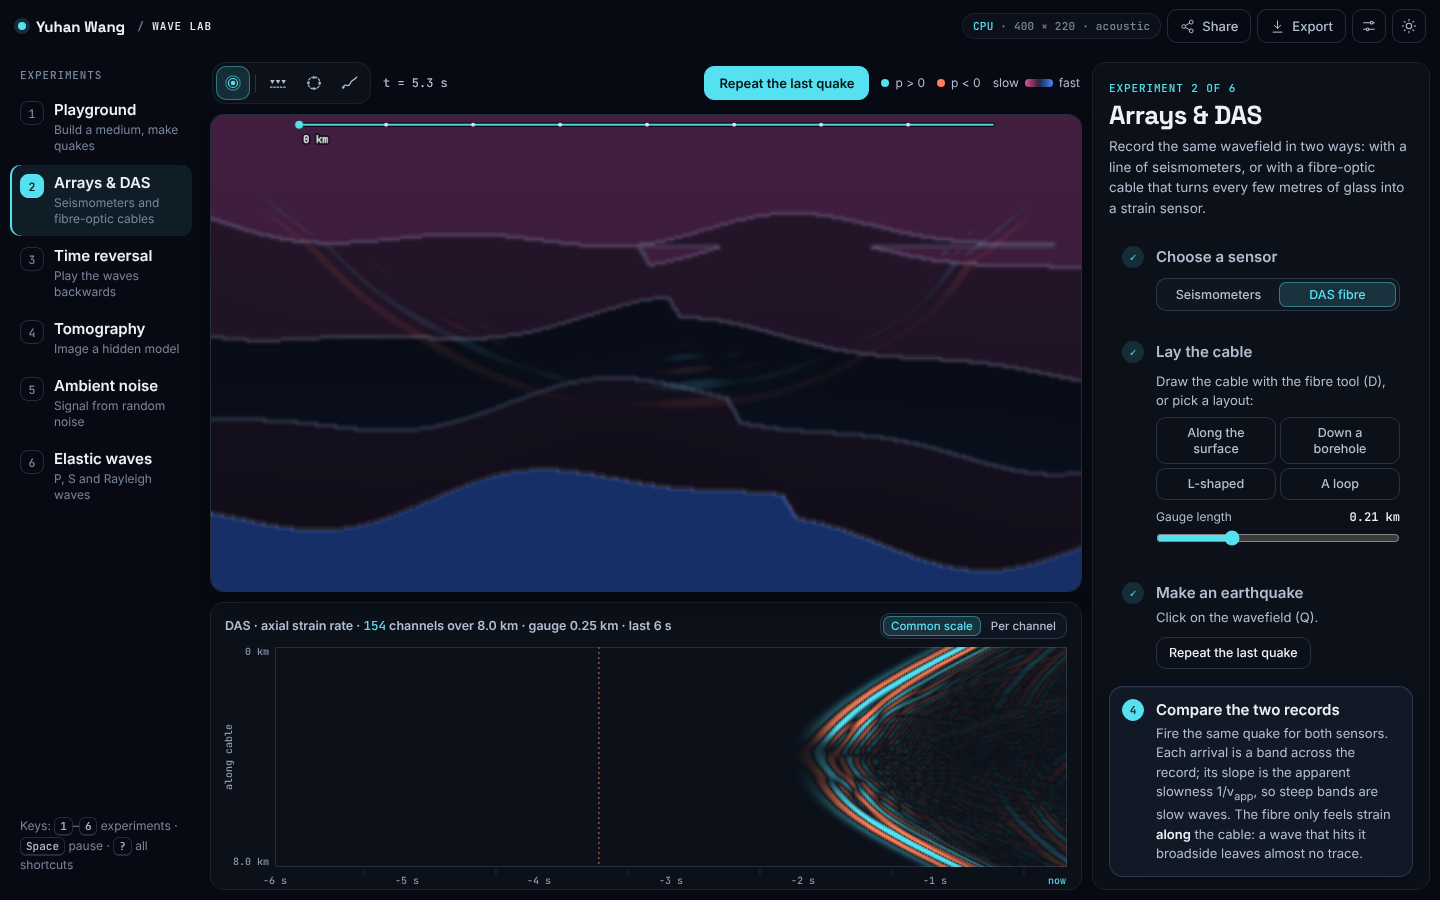 Yuhan Wang / WAVE LAB
CPU · 400 × 220 · acoustic
Share
Export
EXPERIMENTS
1
Playground
Build a medium, make
quakes
2
Arrays & DAS
Seismometers and
fibre-optic cables
3
Time reversal
Play the waves
backwards
4
Tomography
Image a hidden model
5
Ambient noise
Signal from random
noise
6
Elastic waves
P, S and Rayleigh
waves
Keys: 1–6 experiments ·
Space pause · ? all
shortcuts
t = 5.3 s
Repeat the last quake
p > 0
p < 0
slow
fast
0 km
DAS · axial strain rate · 154 channels over 8.0 km · gauge 0.25 km · last 6 s
Common scale
Per channel
0 km
along cable
8.0 km
-6 s
-5 s
-4 s
-3 s
-2 s
-1 s
now
EXPERIMENT 2 OF 6
Arrays & DAS
Record the same wavefield in two ways: with a
line of seismometers, or with a fibre-optic
cable that turns every few metres of glass into
a strain sensor.
✓
Choose a sensor
Seismometers
DAS fibre
✓
Lay the cable
Draw the cable with the fibre tool (D),
or pick a layout:
Along the
surface
Down a
borehole
L-shaped
A loop
Gauge length
0.21 km
✓
Make an earthquake
Click on the wavefield (Q).
Repeat the last quake
4
Compare the two records
Fire the same quake for both sensors.
Each arrival is a band across the
record; its slope is the apparent
slowness 1/vapp, so steep bands are
slow waves. The fibre only feels strain
along the cable: a wave that hits it
broadside leaves almost no trace.